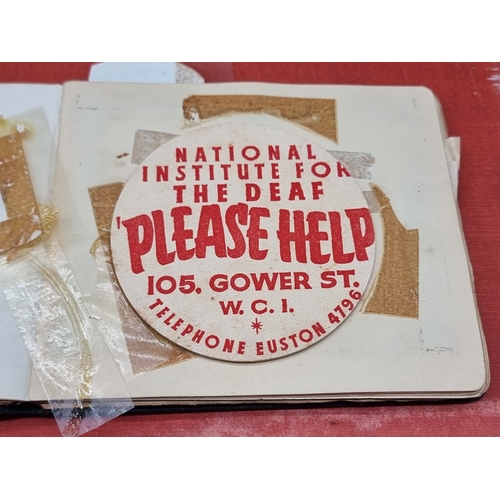 NATIONAL
INSTITUTE FOR
THE DEAF
'PLEASE HELP
105, GOWER ST.
W.C.1.
TELEPHONE EUSTON 4796